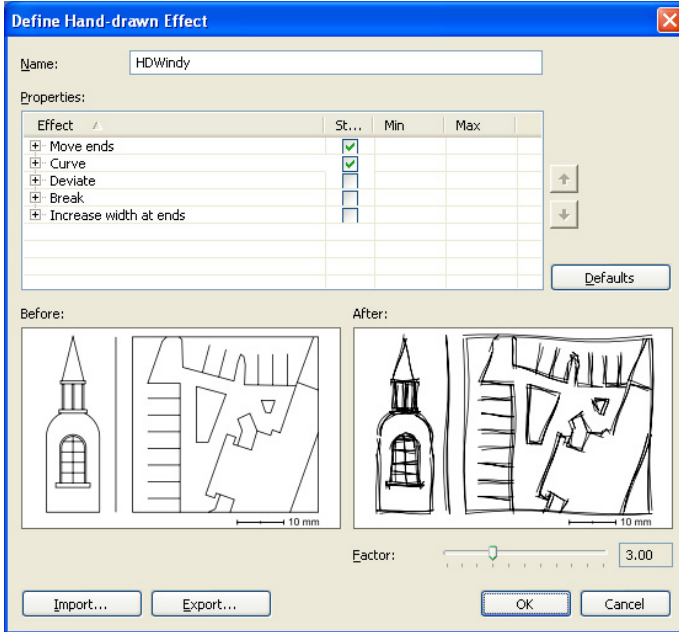 Define Hand-drawn Effect
Name: HDWindy
Properties:
Effect St... Min Max
Move ends
Curve
Deviate
Break
Increase width at ends
Defaults
Before: After:
10 mm 10 mm
Factor: 3.00
Import... Export... OK Cancel